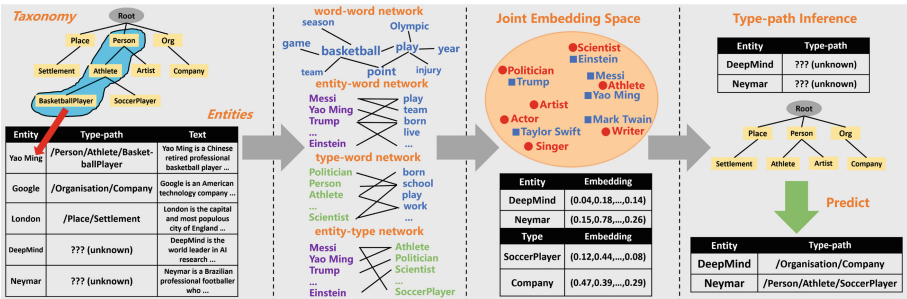 Taxonomy
Root
Place
Person
Org
Settlement
Athlete
Artist
Company
BasketballPlayer
SoccerPlayer
Entities
Entity Type-path Text
Yao Ming /Person/Athlete/Bask-etballPlayer Yao Ming is a Chinese
retired professional
basketball player ...
Google /Organisation/Company Google is an American
technology company ...
London /Place/Settlement London is the capital
and most populous
city of England ...
DeepMind ??? (unknown) DeepMind is the
world leader in AI
research ...
Neymar ??? (unknown) Neymar is a Brazilian
professional footballer
who ...
word-word network
season
Olympic
game
basketball
play
year
team
point
injury
entity-word network
Messi play
Yao Ming team
Trump born
... live
Einstein ...
type-word network
Politician born
Person school
Athlete play
... work
Scientist ...
entity-type network
Messi Athlete
Yao Ming Politician
Trump Scientist
... ...
Einstein SoccerPlayer
Joint Embedding Space
Scientist
Einstein
Politician
Trump
Messi
Athlete
Yao Ming
Artist
Actor
Mark Twain
Taylor Swift
Writer
Singer
Entity Embedding
DeepMind (0.04,0.18,...,0.14)
Neymar (0.15,0.78,...,0.26)
Type Embedding
SoccerPlayer (0.12,0.44,...,0.08)
Company (0.47,0.39,...,0.29)
Type-path Inference
Entity Type-path
DeepMind ??? (unknown)
Neymar ??? (unknown)
Root
Place
Person
Org
Settlement
Athlete
Artist
Company
Predict
Entity Type-path
DeepMind /Organisation/Company
Neymar /Person/Athlete/SoccerPlayer